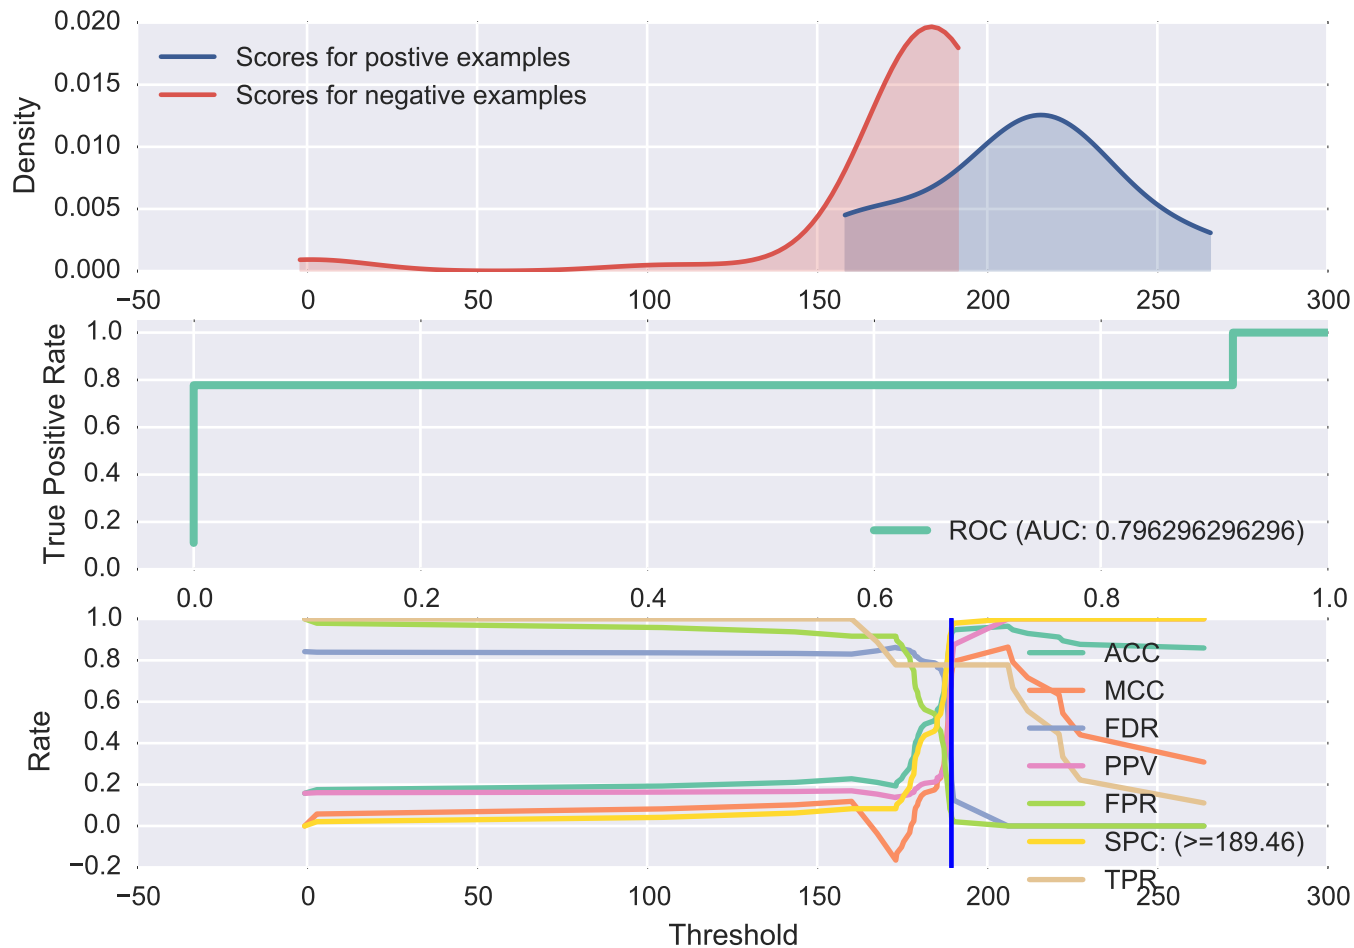 0.020
0.015
0.010
0.005
0.000
Density
Scores for postive examples
Scores for negative examples
−50 0 50 100 150 200 250 300
1.0
0.8
0.6
0.4
0.2
0.0
True Positive Rate
ROC (AUC: 0.796296296296)
0.0 0.2 0.4 0.6 0.8 1.0
1.0
0.8
0.6
0.4
0.2
0.0
−0.2
Rate
ACC
MCC
FDR
PPV
FPR
SPC: (>=189.46)
TPR
−50 0 50 100 150 200 250 300
Threshold